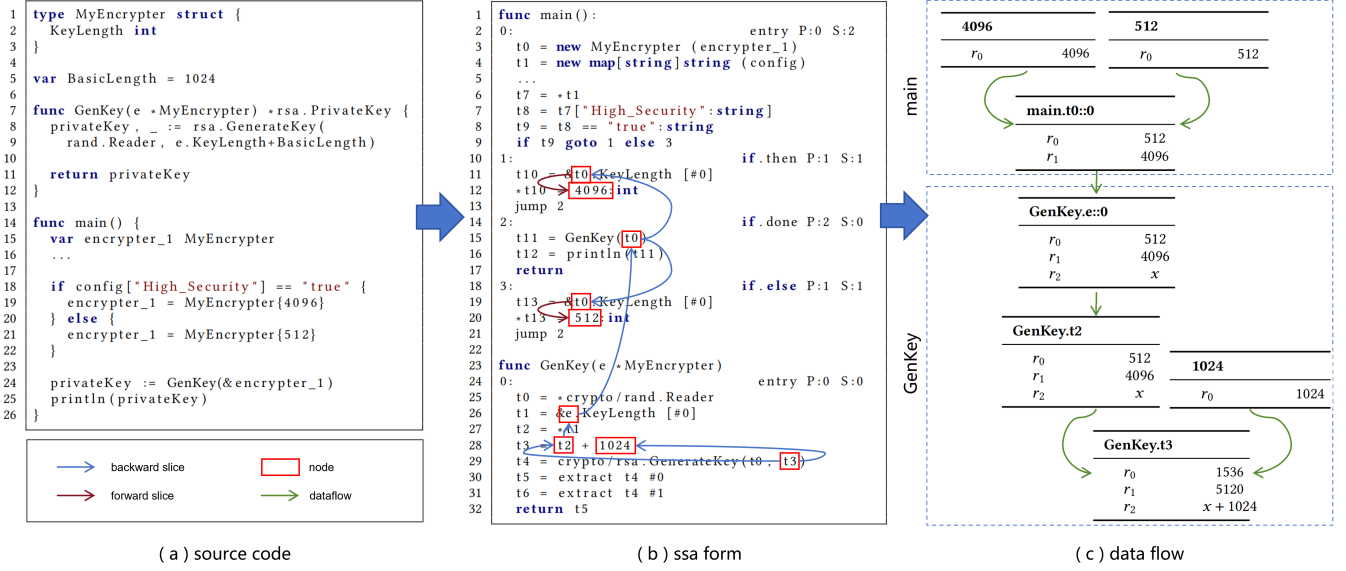 1 type MyEncrypter struct {
2 KeyLength int
3 }
4
5 var BasicLength = 1024
6
7 func GenKey(e *MyEncrypter) *rsa.PrivateKey {
8 privateKey, _ := rsa.GenerateKey(
9 rand.Reader, e.KeyLength+BasicLength)
10
11 return privateKey
12 }
13
14 func main() {
15 var encrypter_1 MyEncrypter
16 ...
17
18 if config["High_Security"] == "true" {
19 encrypter_1 = MyEncrypter{4096}
20 } else {
21 encrypter_1 = MyEncrypter{512}
22 }
23
24 privateKey := GenKey(&encrypter_1)
25 println(privateKey)
26 }
backward slice
node
forward slice
dataflow
( a ) source code
1 func main():
2 0: entry P:0 S:2
3 t0 = new MyEncrypter (encrypter_1)
4 t1 = new map[string]string (config)
5 ...
6 t7 = *t1
7 t8 = t7["High_Security":string]
8 t9 = t8 == "true":string
9 if t9 goto 1 else 3
10 1: if.then P:1 S:1
11 t10 = &t0.KeyLength [#0]
12 *t10 = 4096:int
13 jump 2
14 2: if.done P:2 S:0
15 t11 = GenKey(t0)
16 t12 = println(t11)
17 return
18 3: if.else P:1 S:1
19 t13 = &t0.KeyLength [#0]
20 *t13 = 512:int
21 jump 2
22
23 func GenKey(e *MyEncrypter)
24 0: entry P:0 S:0
25 t0 = *crypto/rand.Reader
26 t1 = &e.KeyLength [#0]
27 t2 = *t1
28 t3 = t2 + 1024
29 t4 = crypto/rsa.GenerateKey(t0, t3)
30 t5 = extract t4 #0
31 t6 = extract t4 #1
32 return t5
( b ) ssa form
main
4096
r0 4096
512
r0 512
main.t0::0
r0 512
r1 4096
GenKey
GenKey.e::0
r0 512
r1 4096
r2 x
GenKey.t2
r0 512
r1 4096
r2 x
1024
r0 1024
GenKey.t3
r0 1536
r1 5120
r2 x + 1024
( c ) data flow